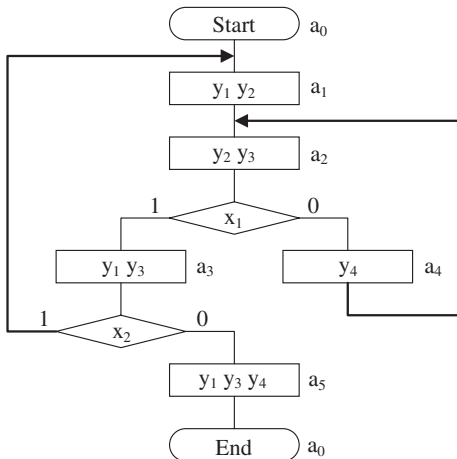 Start a₀
y₁ y₂ a₁
y₂ y₃ a₂
1 x₁ 0
y₁ y₃ a₃ y₄ a₄
1 x₂ 0
y₁ y₃ y₄ a₅
End a₀